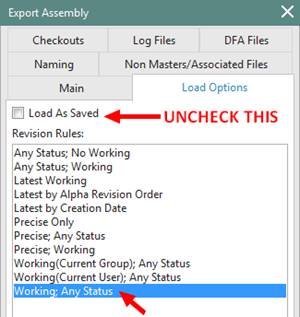 Export Assembly
Checkouts
Log Files
DFA Files
Naming
Non Masters/Associated Files
Main
Load Options
Load As Saved
UNCHECK THIS
Revision Rules:
Any Status; No Working
Any Status; Working
Latest Working
Latest by Alpha Revision Order
Latest by Creation Date
Precise Only
Precise; Any Status
Precise; Working
Working(Current Group); Any Status
Working(Current User); Any Status
Working; Any Status